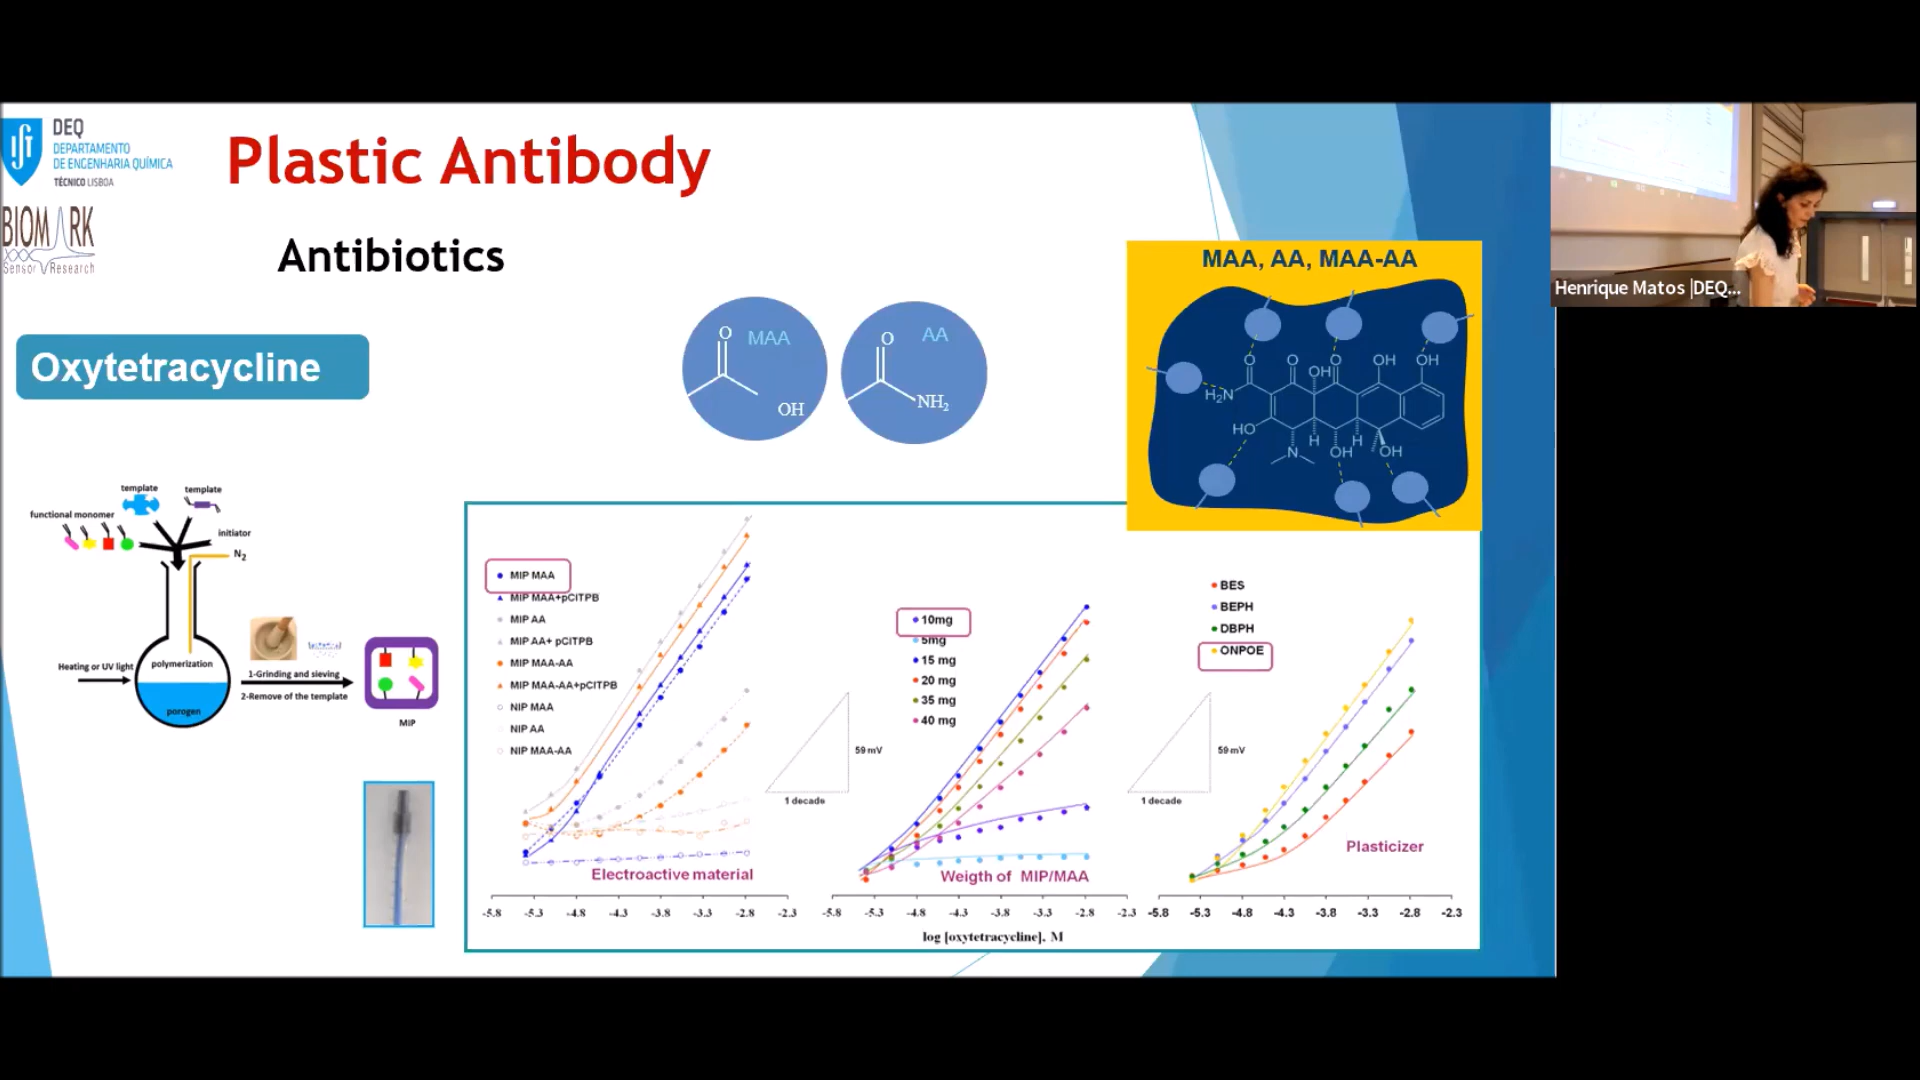 DEQ
DEPARTAMENTO
DE ENGENHARIA QUÍMICA
TÉCNICO LISBOA
BIOMARK
Sensor Research
Plastic Antibody
Antibiotics
Oxytetracycline
MAA
O
OH
AA
O
NH2
MAA, AA, MAA-AA
O
O
OH
O
OH
OH
H2N
HO
N
H
OH
H
OH
Henrique Matos |DEQ...
template
template
functional monomer
initiator
N2
Heating or UV light
polymerization
porogen
1-Grinding and sieving
2-Remove of the template
MIP
MIP MAA
MIP MAA+pClTPB
MIP AA
MIP AA+ pClTPB
MIP MAA-AA
MIP MAA-AA+pClTPB
NIP MAA
NIP AA
NIP MAA-AA
59 mV
1 decade
Electroactive material
-5.8 -5.3 -4.8 -4.3 -3.8 -3.3 -2.8 -2.3
10mg
5mg
15 mg
20 mg
35 mg
40 mg
59 mV
1 decade
Weigth of MIP/MAA
-5.8 -5.3 -4.8 -4.3 -3.8 -3.3 -2.8 -2.3
BES
BEPH
DBPH
ONPOE
Plasticizer
-5.8 -5.3 -4.8 -4.3 -3.8 -3.3 -2.8 -2.3
log [oxytetracycline]. M